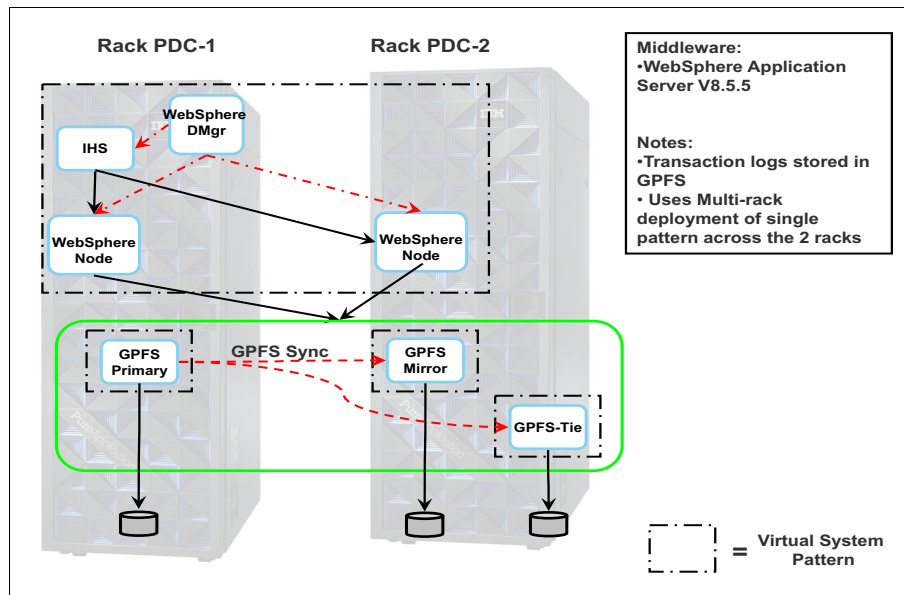 Rack PDC-1
Rack PDC-2
Middleware:
•WebSphere Application
Server V8.5.5
Notes:
•Transaction logs stored in
GPFS
• Uses Multi-rack
deployment of single
pattern across the 2 racks
WebSphere
DMgr
IHS
WebSphere
Node
WebSphere
Node
GPFS
Primary
GPFS Sync
GPFS
Mirror
GPFS-Tie
= Virtual System
Pattern